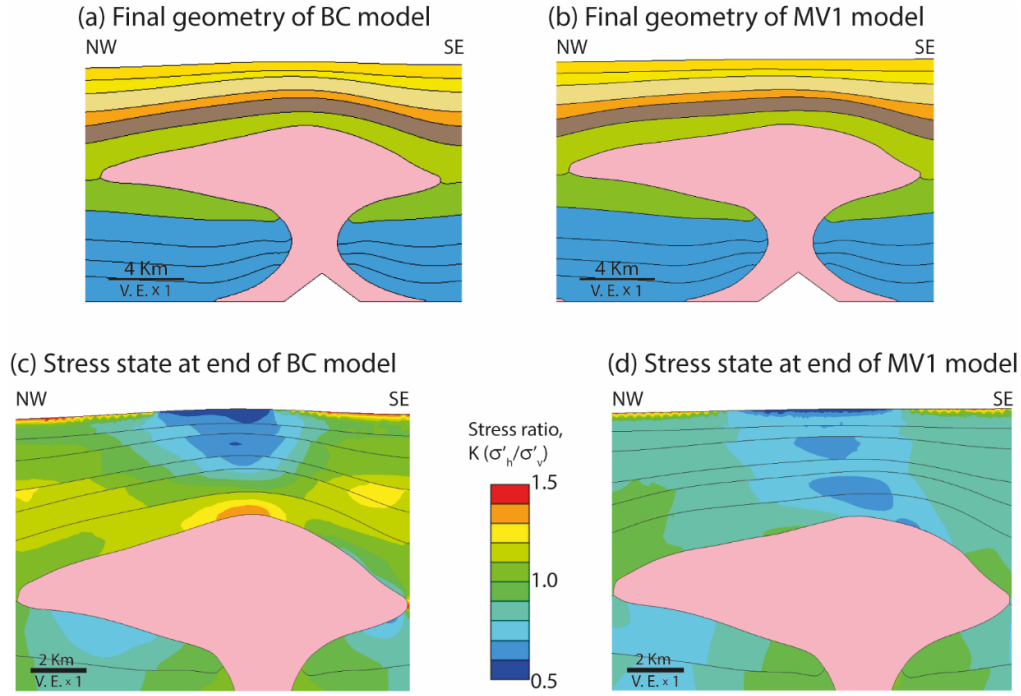 (a) Final geometry of BC model
(b) Final geometry of MV1 model
NW
SE
NW
SE
4 Km
V. E. x 1
4 Km
V. E. x 1
(c) Stress state at end of BC model
(d) Stress state at end of MV1 model
NW
SE
NW
SE
Stress ratio,
K (σ'h/σ'v)
1.5
1.0
0.5
2 Km
V. E. x 1
2 Km
V. E. x 1